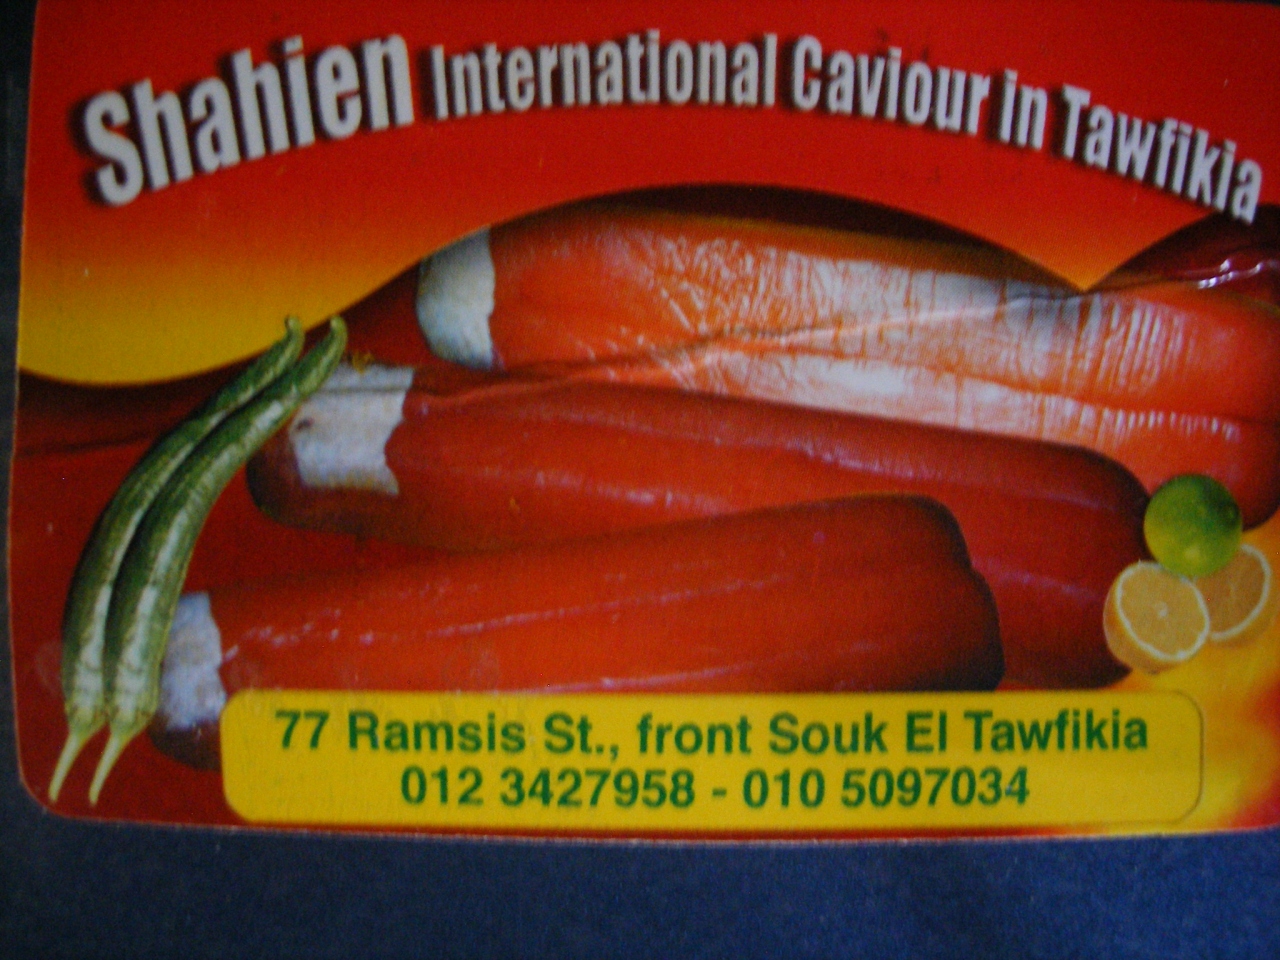 Shahien International Caviour in Tawfikia
77 Ramsis St., front Souk El Tawfikia
012 3427958 - 010 5097034